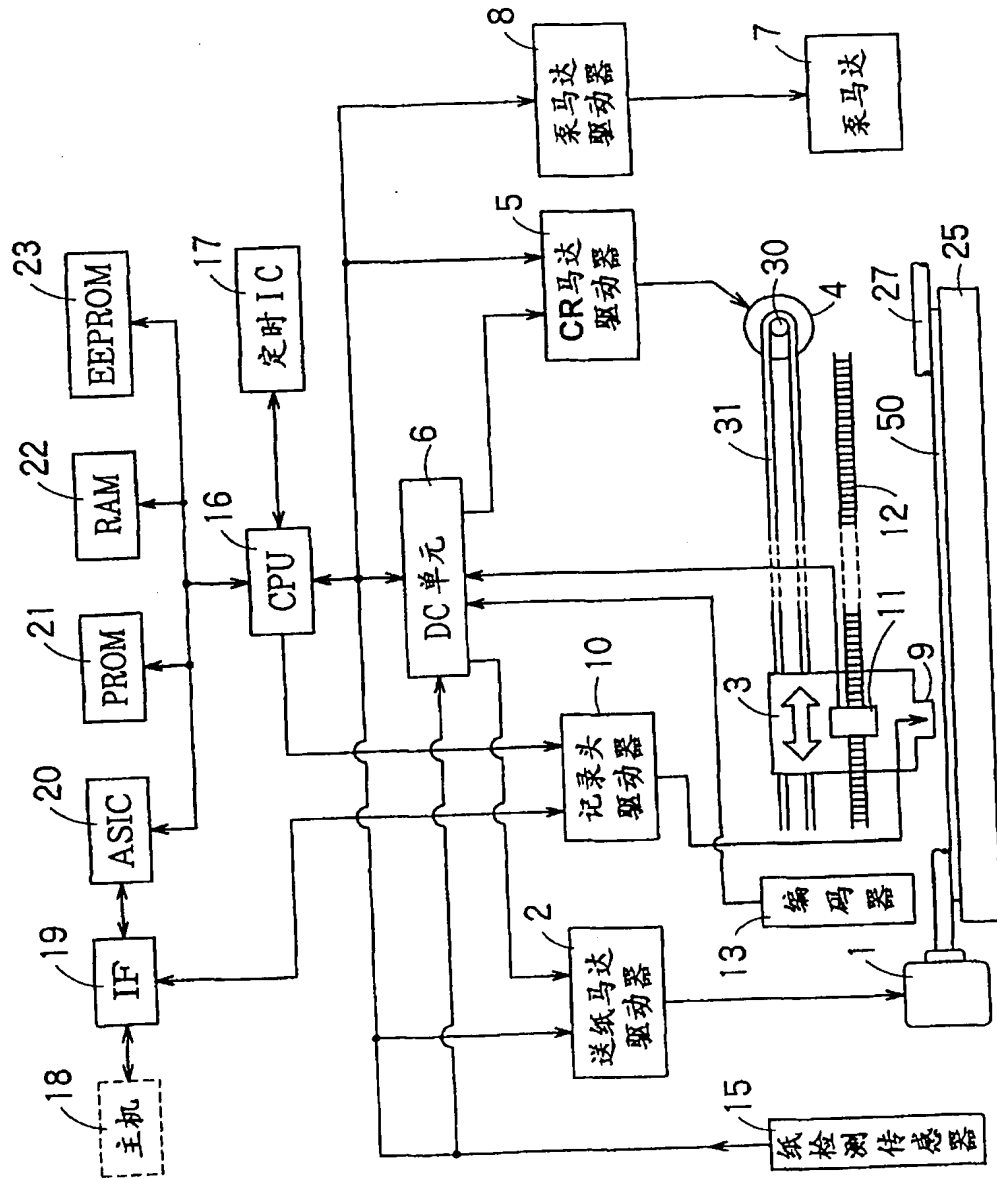 18
主机
19
IF
20
ASIC
21
PROM
22
RAM
23
EEPROM
16
CPU
17
定时IC
6
DC单元
15
纸检测传感器
2
送纸马达
驱动器
10
记录头
驱动器
5
CR马达
驱动器
8
泵马达
驱动器
7
泵马达
1
13
编码器
3
11
9
31
12
30
4
50
27
25